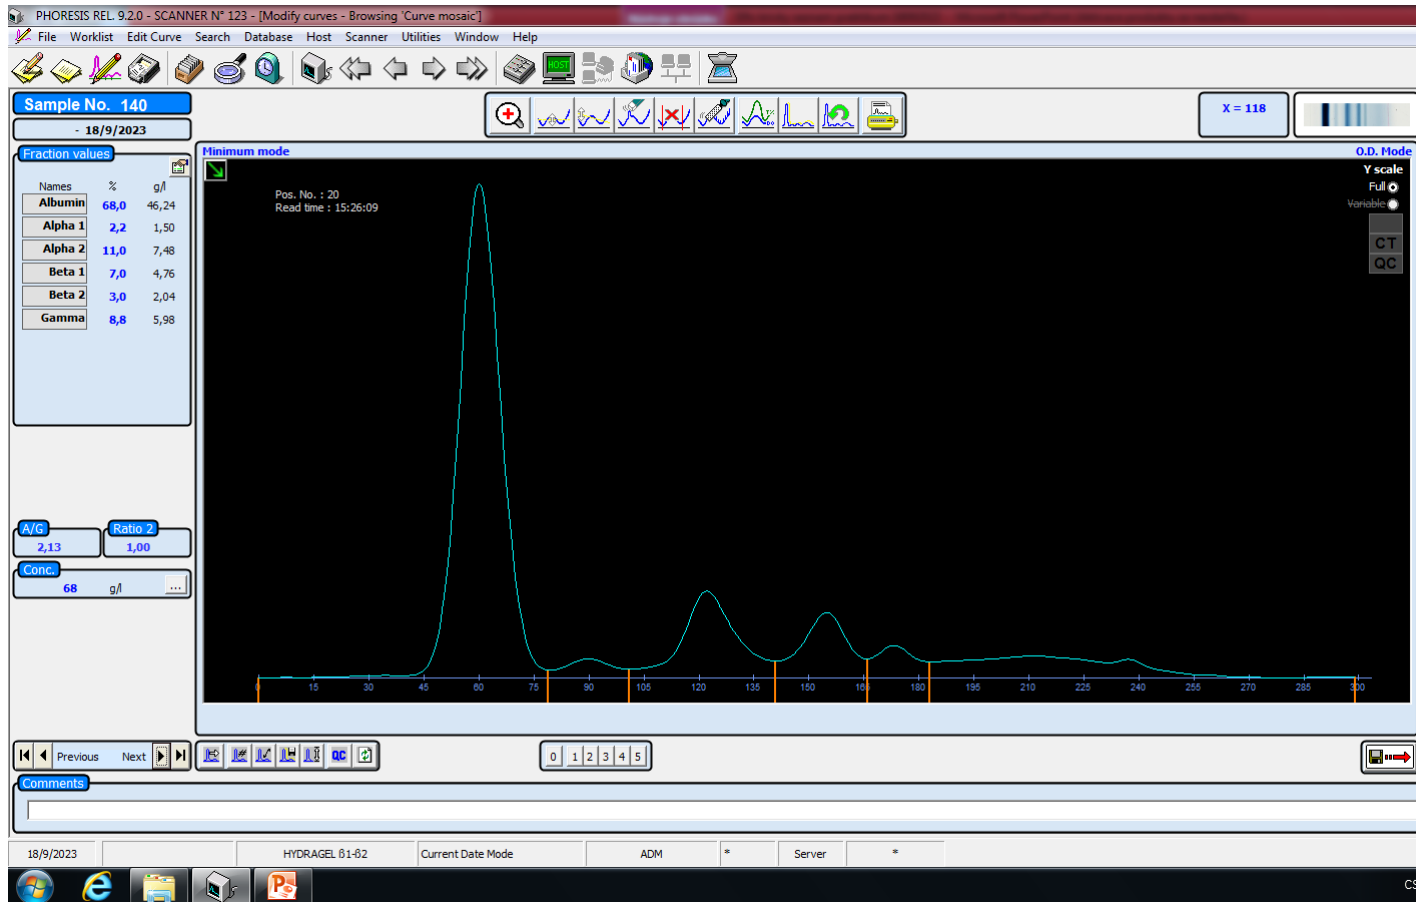 PHORESIS REL. 9.2.0 - SCANNER N° 123 - [Modify curves - Browsing 'Curve mosaic']
File Worklist Edit Curve Search Database Host Scanner Utilities Window Help
HOST
Sample No. 140
- 18/9/2023
X = 118
Fraction values
Names % g/l
Albumin 68,0 46,24
Alpha 1 2,2 1,50
Alpha 2 11,0 7,48
Beta 1 7,0 4,76
Beta 2 3,0 2,04
Gamma 8,8 5,98
A/G
2,13
Ratio 2
1,00
Conc.
68 g/l ...
Minimum mode
O.D. Mode
Pos. No. : 20
Read time : 15:26:09
Y scale
Full
Variable
CT
QC
0 15 30 45 60 75 90 105 120 135 150 165 180 195 210 225 240 255 270 285 300
Previous Next
QC
0 1 2 3 4 5
Comments
18/9/2023 HYDRAGEL ß1-ß2 Current Date Mode ADM * Server *
CS